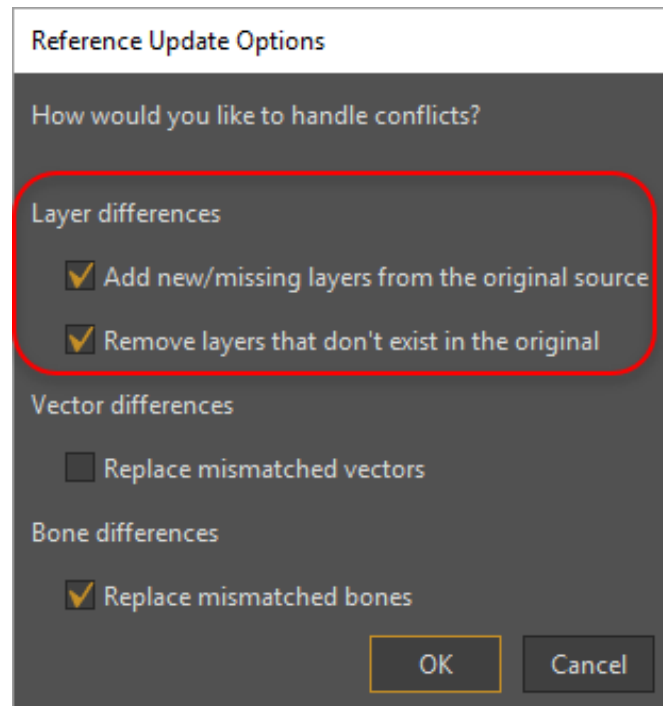 Reference Update Options
How would you like to handle conflicts?
Layer differences
Add new/missing layers from the original source
Remove layers that don't exist in the original
Vector differences
Replace mismatched vectors
Bone differences
Replace mismatched bones
OK Cancel